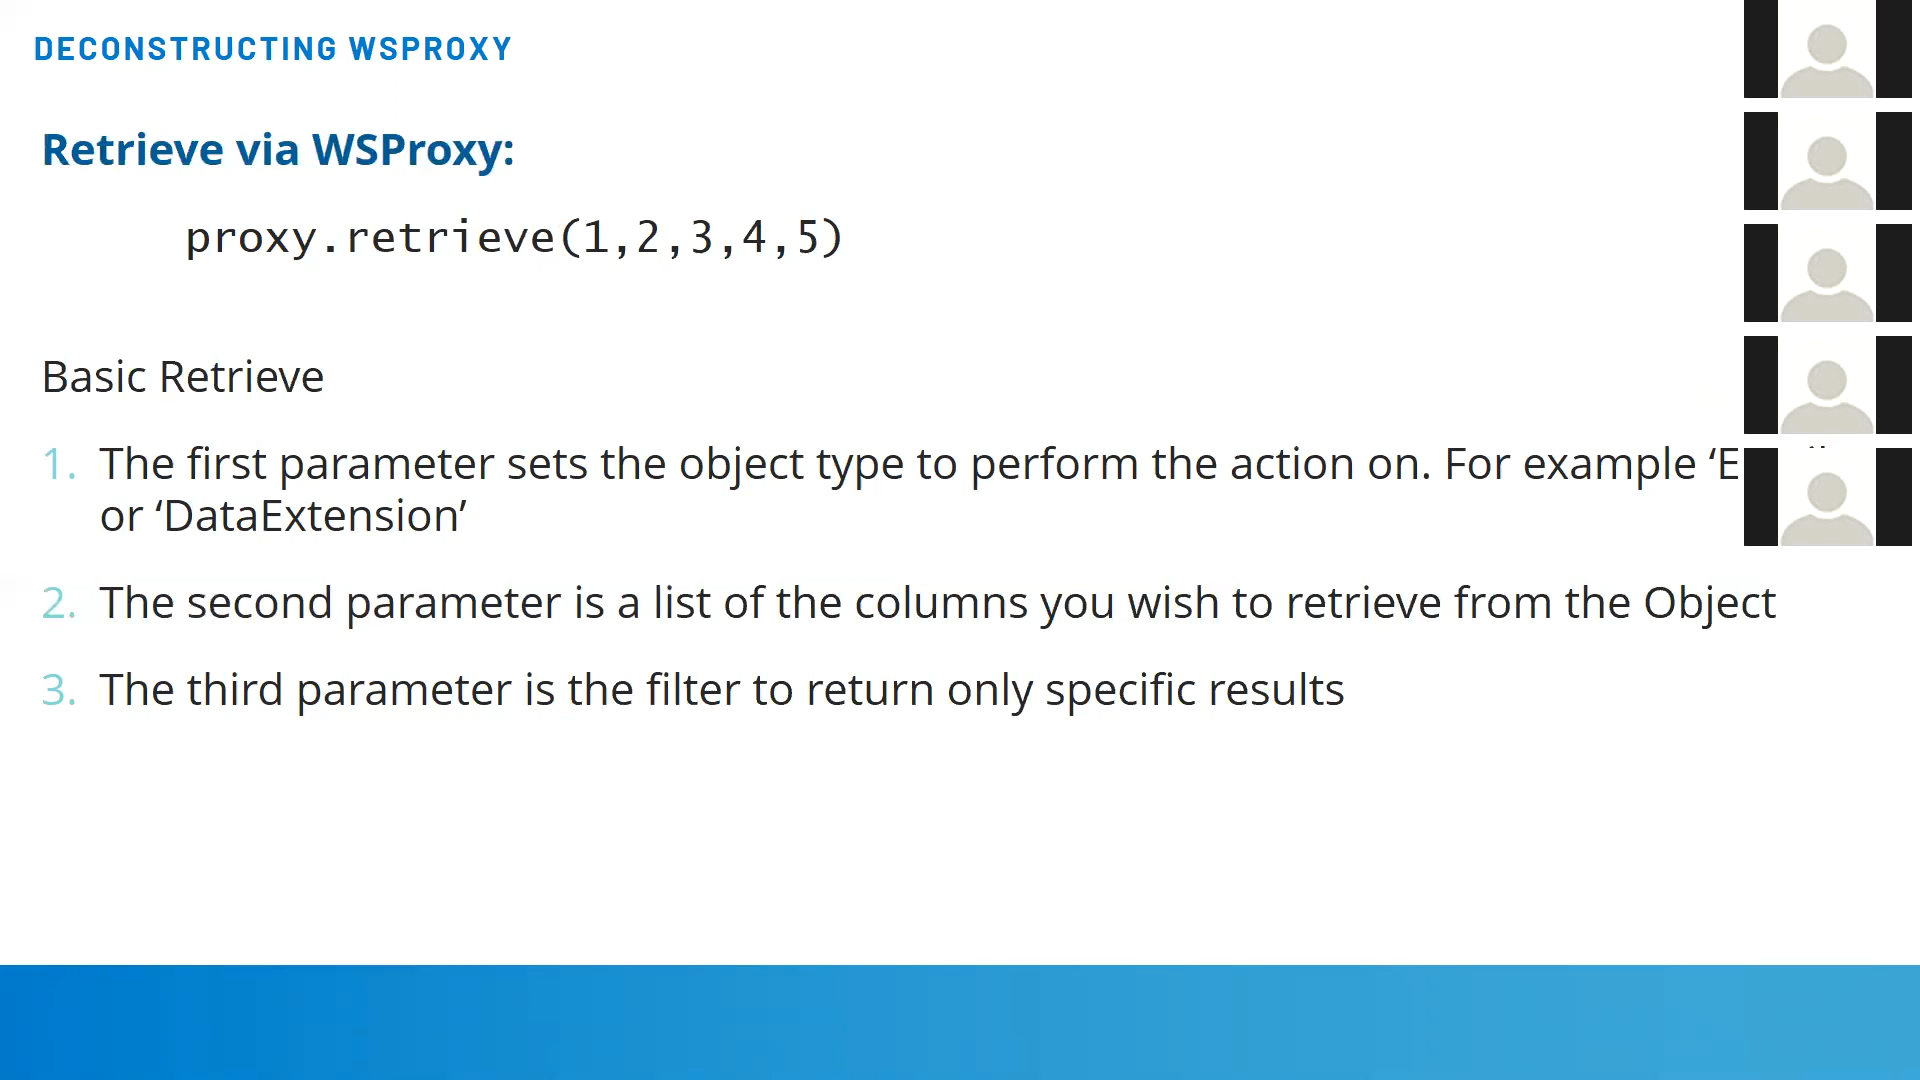 DECONSTRUCTING WSPROXY
Retrieve via WSProxy:
proxy.retrieve(1,2,3,4,5)
Basic Retrieve
1. The first parameter sets the object type to perform the action on. For example
or ‘DataExtension’
2. The second parameter is a list of the columns you wish to retrieve from the Object
3. The third parameter is the filter to return only specific results